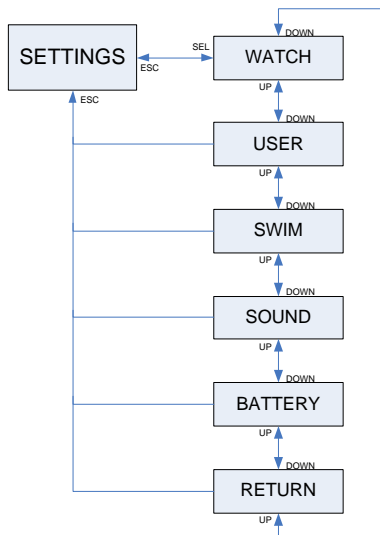 DOWN
SETTINGS
SEL
ESC
WATCH
ESC
UP
DOWN
USER
UP
DOWN
SWIM
UP
DOWN
SOUND
UP
DOWN
BATTERY
UP
DOWN
RETURN
UP